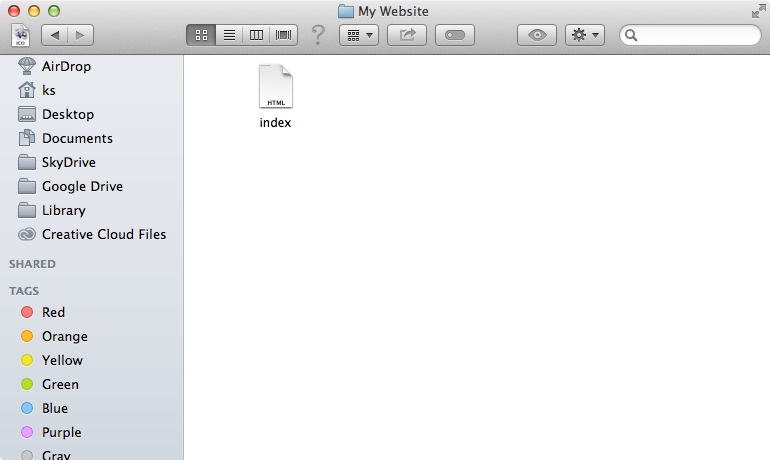 My Website
ICO
AirDrop
ks
Desktop
Documents
SkyDrive
Google Drive
Library
Creative Cloud Files
SHARED
TAGS
Red
Orange
Yellow
Green
Blue
Purple
Gray
HTML
index